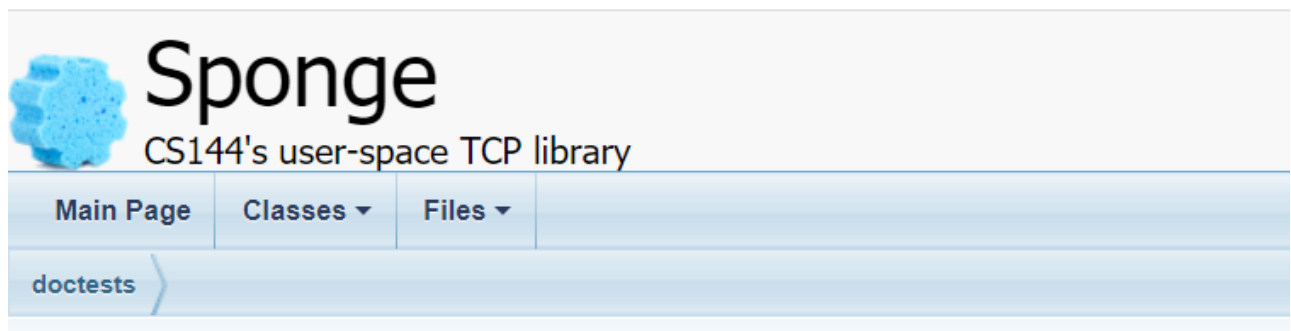 Sponge
CS144's user-space TCP library
Main Page Classes Files
doctests